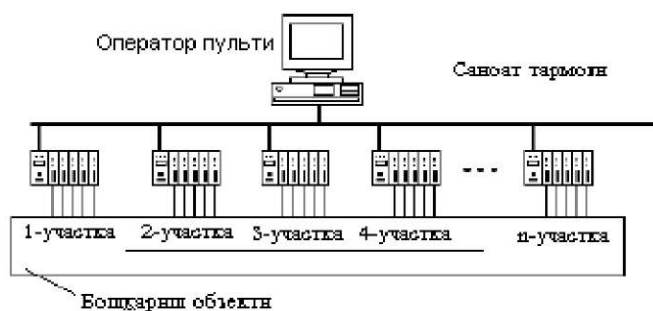 Оператор пульти
Саноат тармоғи
1-участка 2-участка 3-участка 4-участка n-участка
Бошқариш объекти